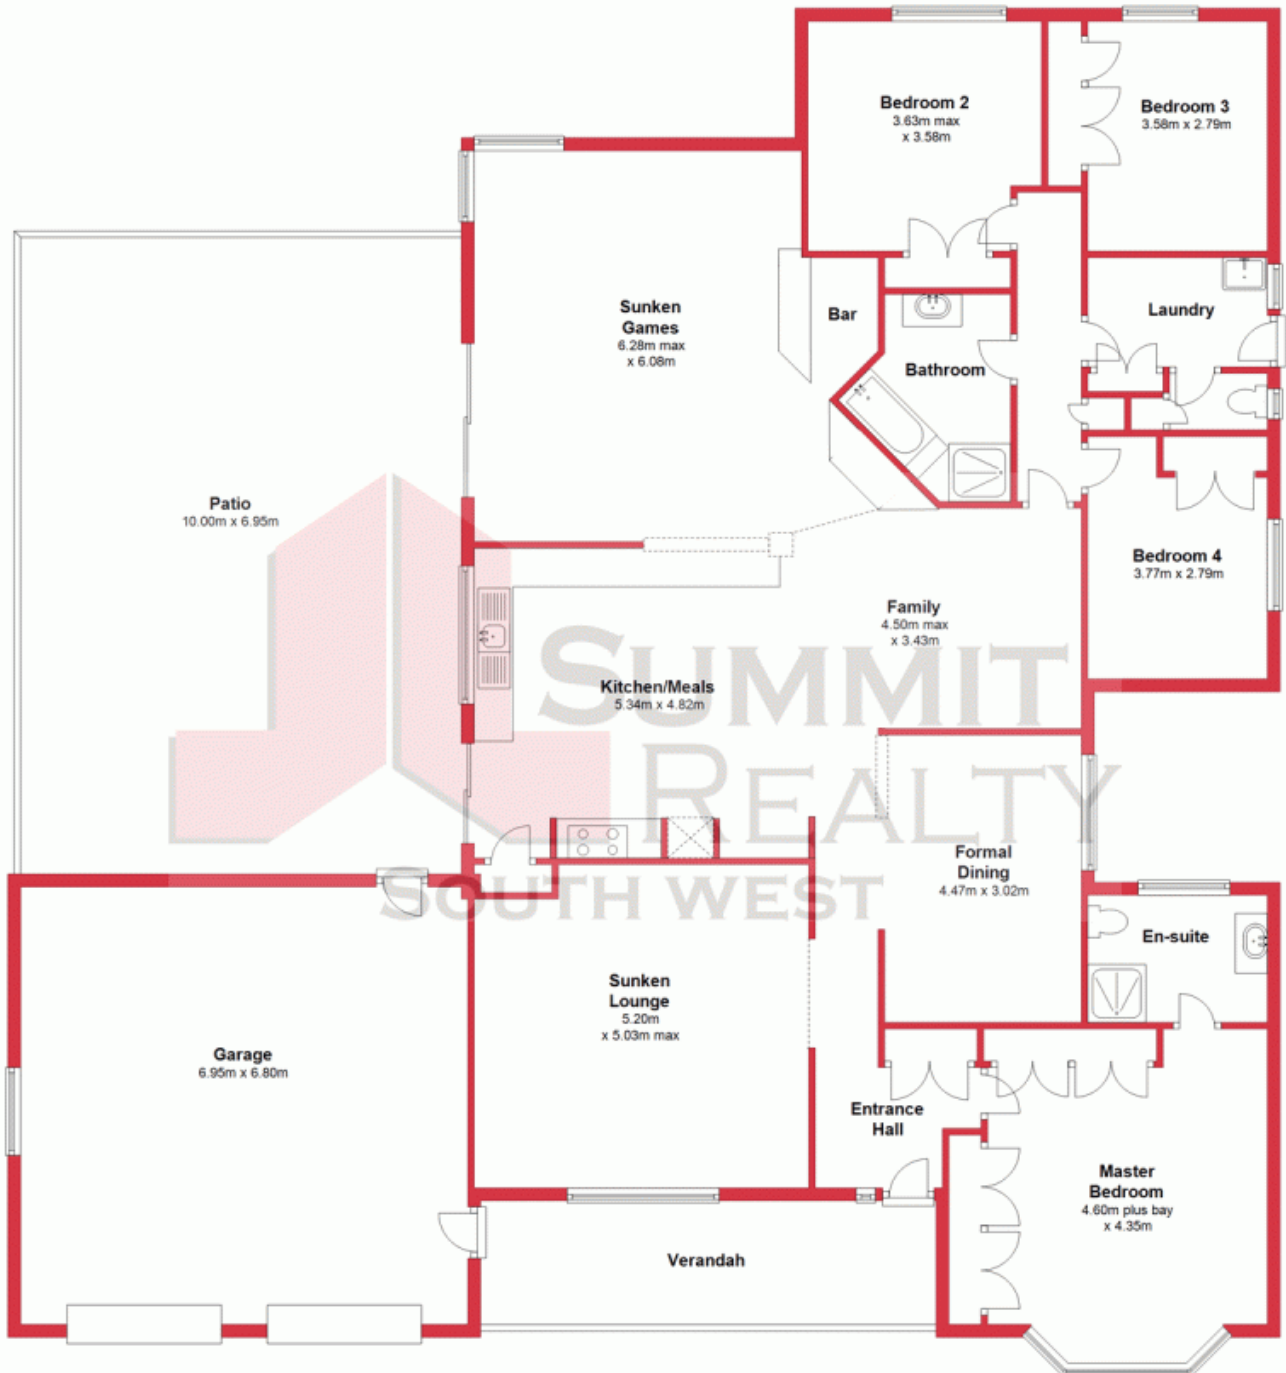 Bedroom 2
3.63m max
x 3.58m
Bedroom 3
3.58m x 2.79m
Sunken
Games
6.28m max
x 6.08m
Bar
Laundry
Bathroom
Patio
10.00m x 6.95m
Bedroom 4
3.77m x 2.79m
Family
4.50m max
x 3.43m
Kitchen/Meals
5.34m x 4.82m
SUMMIT
REALTY
SOUTH WEST
Formal
Dining
4.47m x 3.02m
En-suite
Sunken
Lounge
5.20m
x 5.03m max
Garage
6.95m x 6.80m
Entrance
Hall
Master
Bedroom
4.60m plus bay
x 4.35m
Verandah